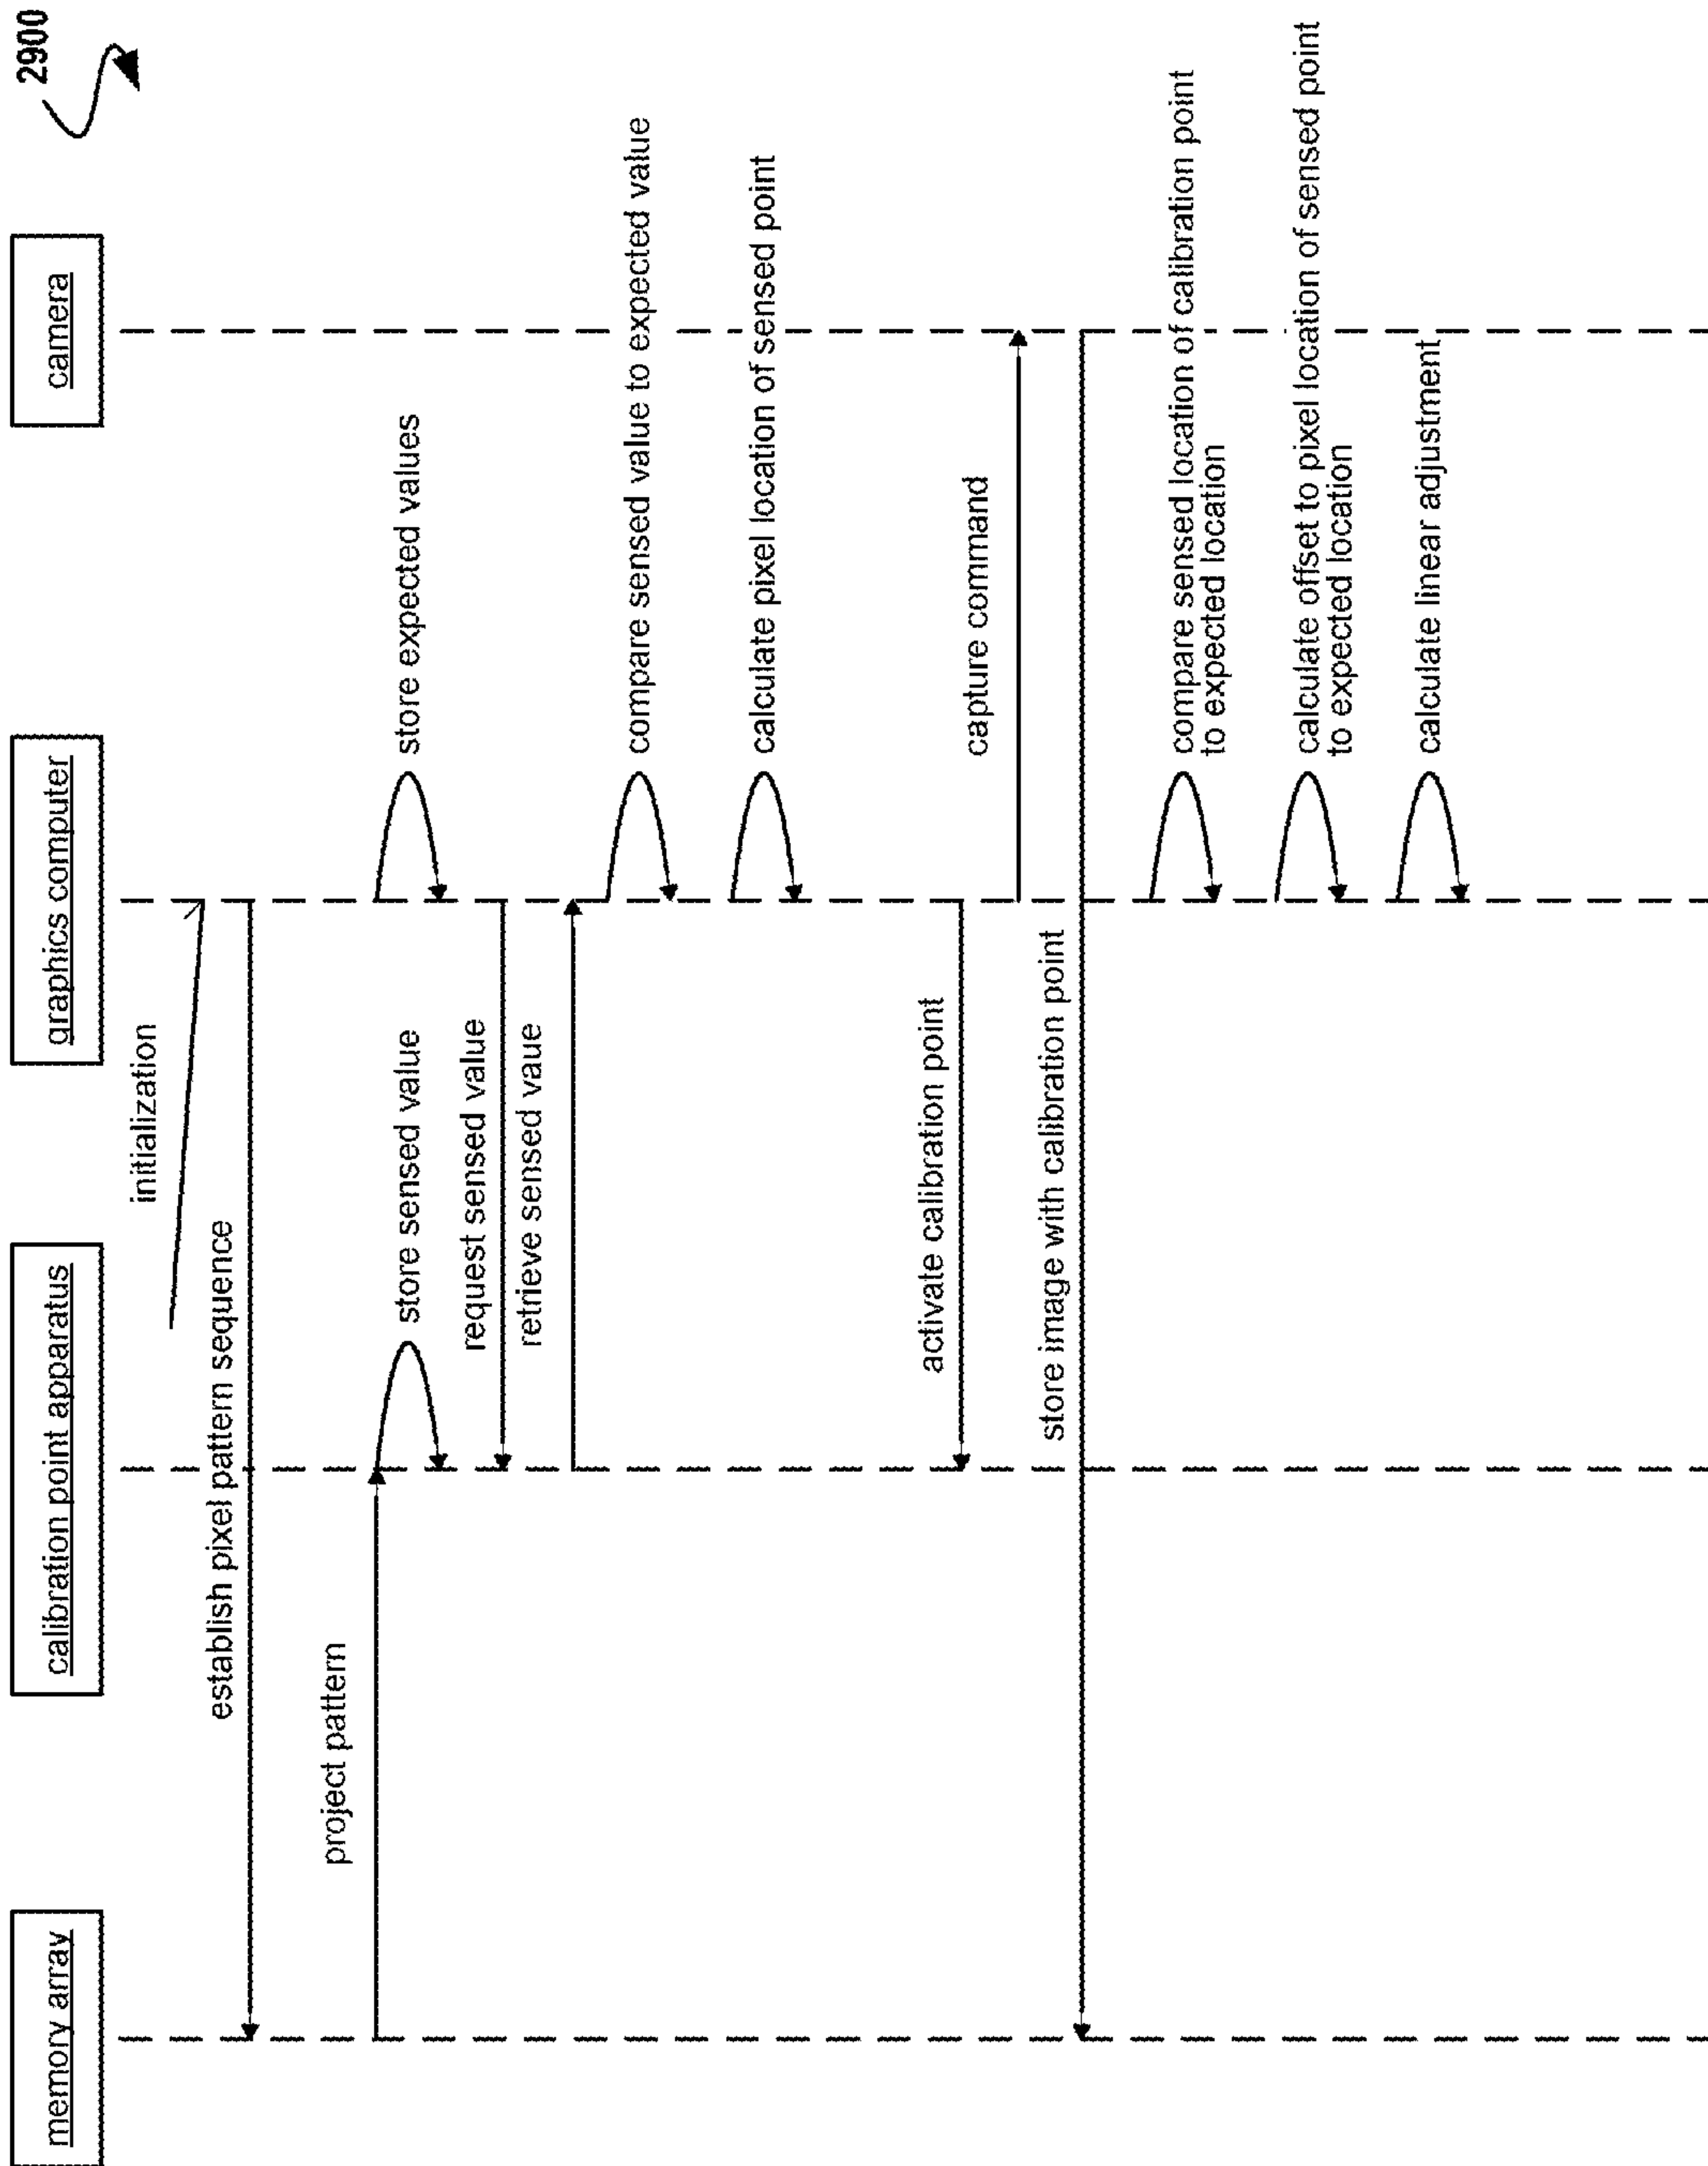 2900
memory array
calibration point apparatus
graphics computer
camera
initialization
establish pixel pattern sequence
project pattern
store sensed value
store expected values
request sensed value
retrieve sensed vaue
compare sensed value to expected value
calculate pixel location of sensed point
activate calibration point
capture command
store image with calibration point
compare sensed location of calibration point
to expected location
calculate offset to pixel location of sensed point
to expected location
calculate linear adjustment